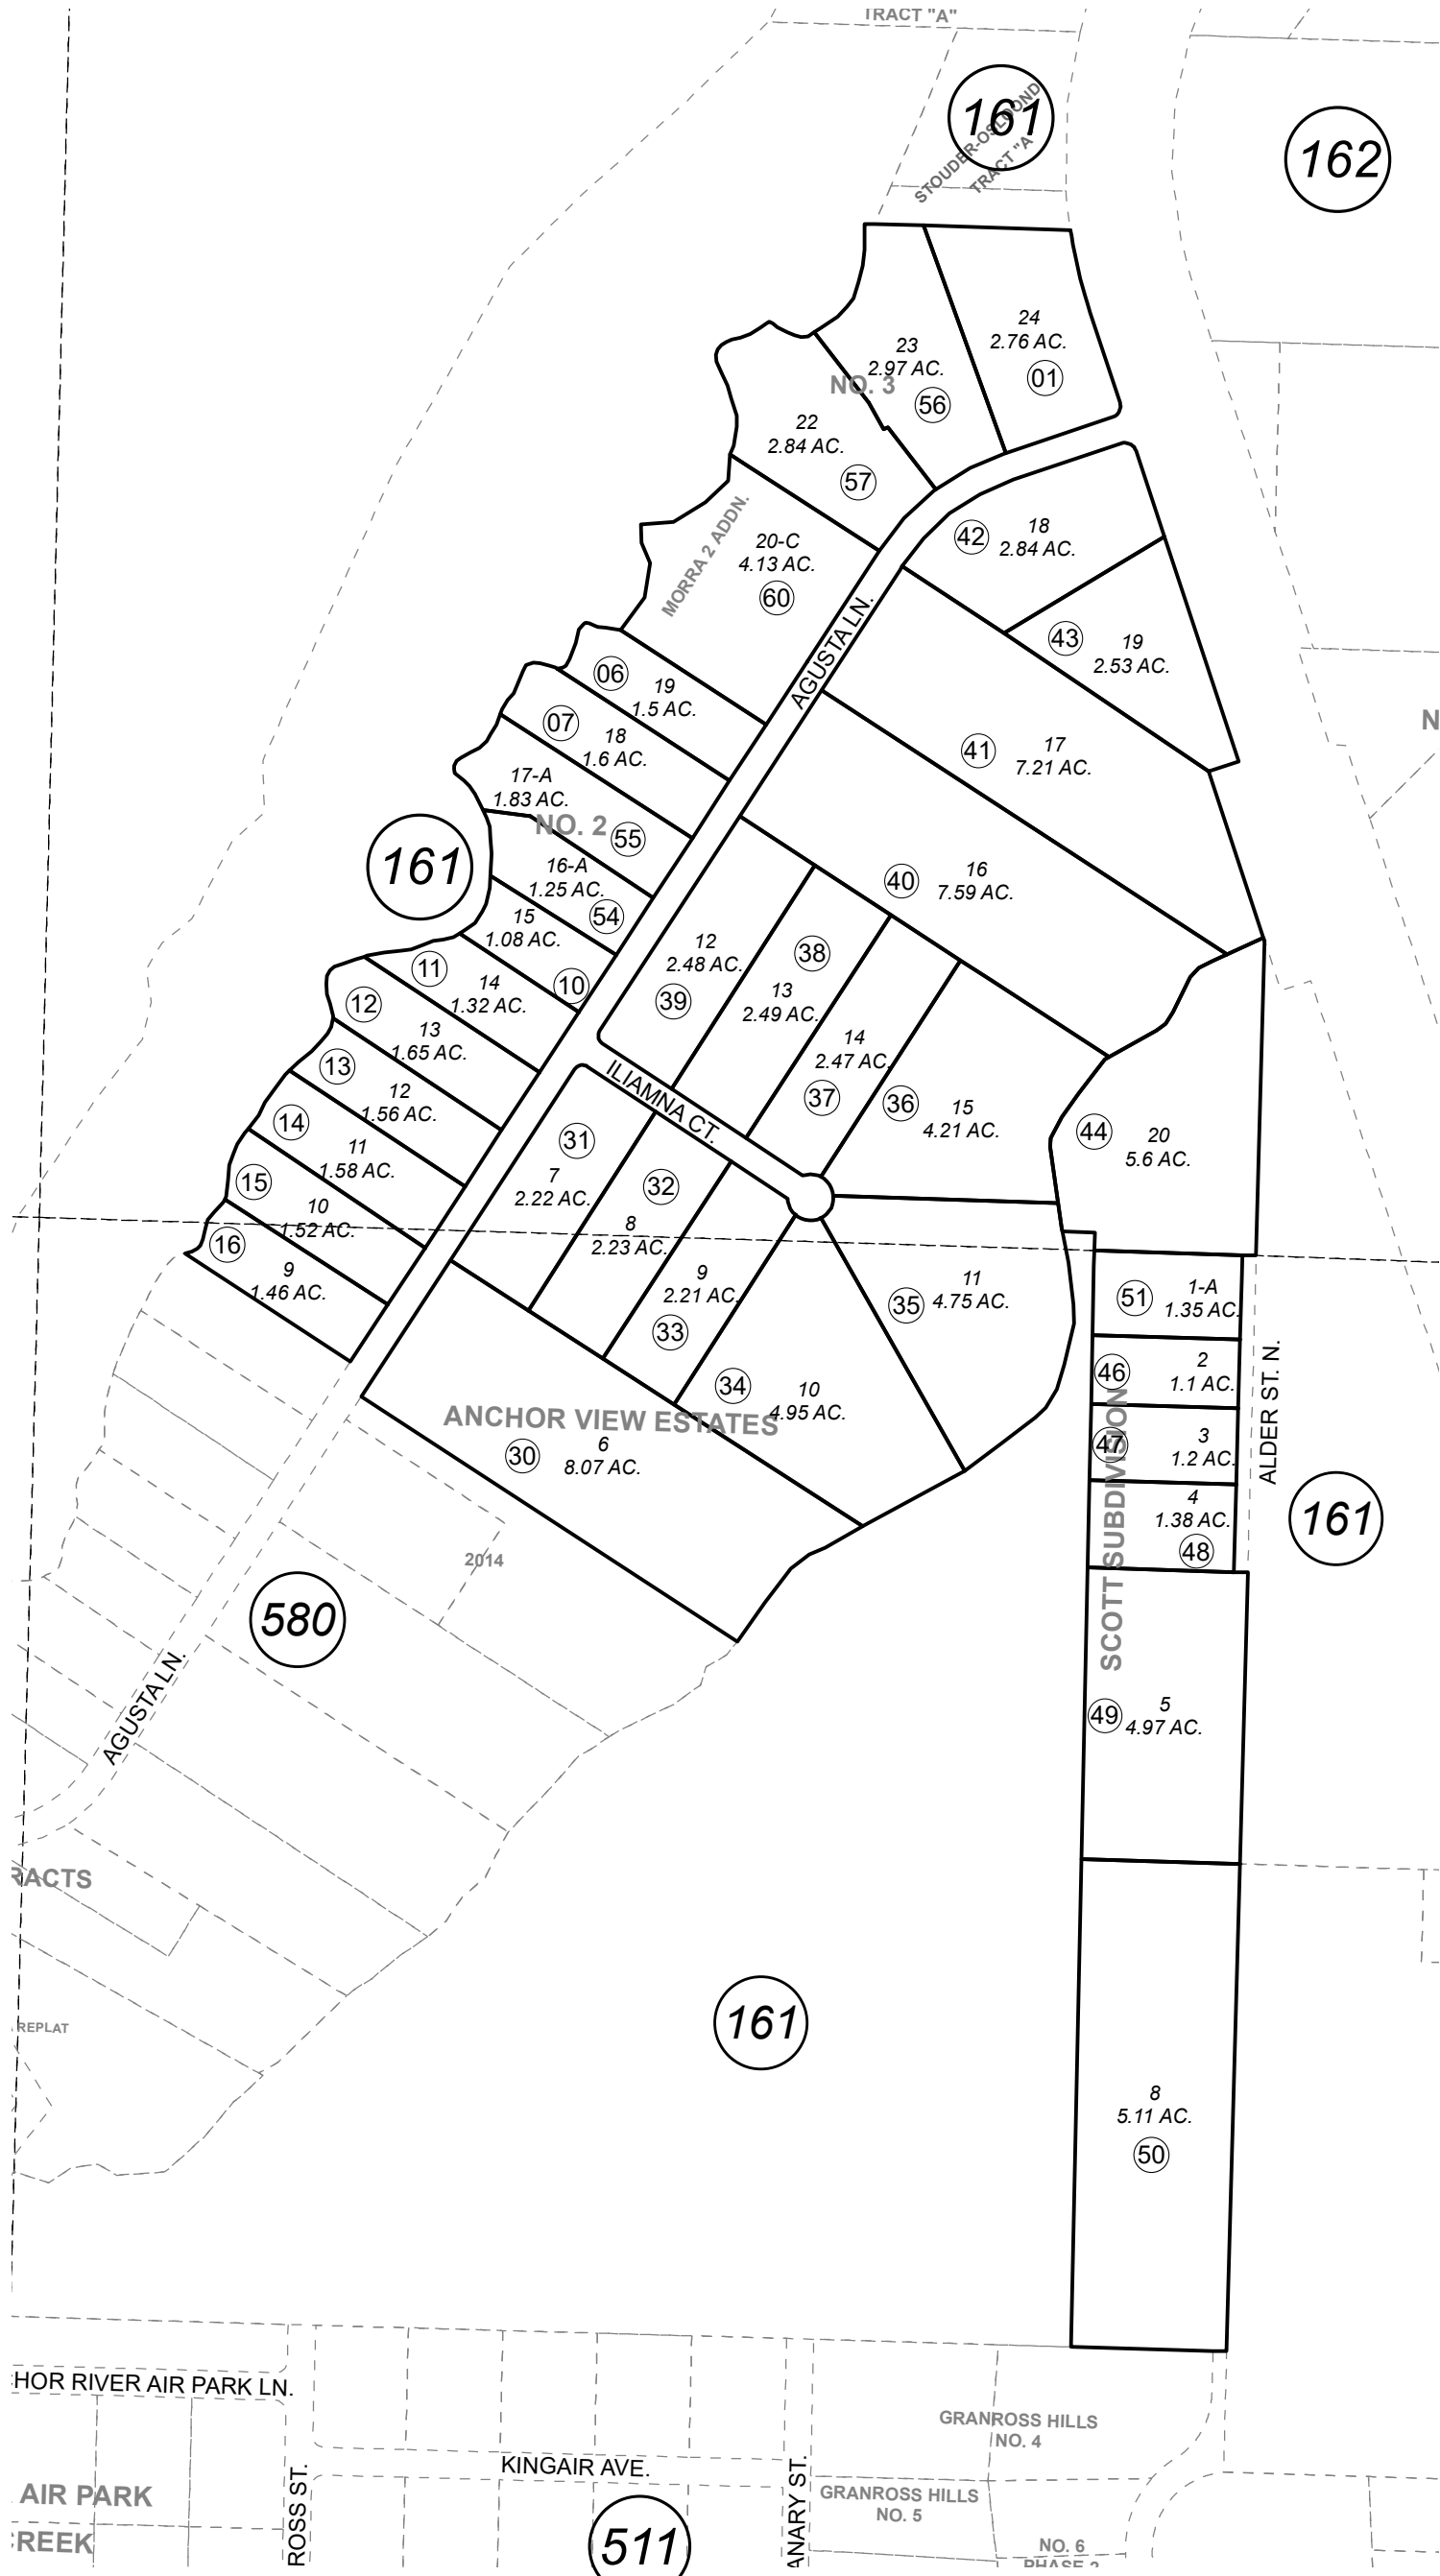 TRACT "A"
161
STOUDER-OSLOOND
TRACT "A"
162
24
2.76 AC.
01
23
2.97 AC.
NO. 3
56
22
2.84 AC.
57
42
18
2.84 AC.
MORRA 2 ADDN.
20-C
4.13 AC.
60
AGUSTA LN.
43
19
2.53 AC.
06
19
1.5 AC.
07
18
1.6 AC.
N
41
17
7.21 AC.
17-A
1.83 AC.
NO. 2
55
161
16-A
1.25 AC.
54
40
16
7.59 AC.
15
1.08 AC.
10
12
2.48 AC.
39
38
13
2.49 AC.
11
14
1.32 AC.
12
13
1.65 AC.
14
2.47 AC.
37
13
12
1.56 AC.
ILIAMNA CT.
36
15
4.21 AC.
14
11
1.58 AC.
31
7
2.22 AC.
44
20
5.6 AC.
15
10
1.52 AC.
32
8
2.23 AC.
16
9
1.46 AC.
9
2.21 AC.
33
35
11
4.75 AC.
51
1-A
1.35 AC.
46
2
1.1 AC.
ALDER ST. N.
34
10
4.95 AC.
ANCHOR VIEW ESTATES
30
6
8.07 AC.
47
3
1.2 AC.
SCOTT SUBDIVISION
4
1.38 AC.
48
161
2014
580
AGUSTA LN.
49
5
4.97 AC.
RACTS
REPLAT
161
8
5.11 AC.
50
HOR RIVER AIR PARK LN.
GRANROSS HILLS
NO. 4
KINGAIR AVE.
ROSS ST.
ANARY ST.
AIR PARK
GRANROSS HILLS
NO. 5
REEK
511
NO. 6
PHASE 2